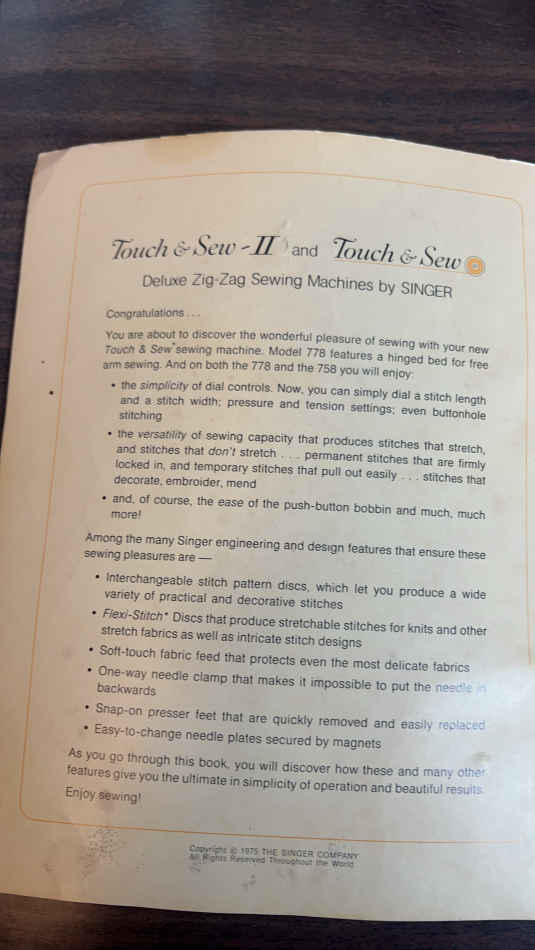 Touch & Sew - II and Touch & Sew
Deluxe Zig-Zag Sewing Machines by SINGER
Congratulations . . .
You are about to discover the wonderful pleasure of sewing with your new
Touch & Sew* sewing machine. Model 778 features a hinged bed for free
arm sewing. And on both the 778 and the 758 you will enjoy:
• the simplicity of dial controls. Now, you can simply dial a stitch length
and a stitch width; pressure and tension settings; even buttonhole
stitching
• the versatility of sewing capacity that produces stitches that stretch,
and stitches that don't stretch . . . permanent stitches that are firmly
locked in, and temporary stitches that pull out easily . . . stitches that
decorate, embroider, mend
• and, of course, the ease of the push-button bobbin and much, much
more!
Among the many Singer engineering and design features that ensure these
sewing pleasures are —
• Interchangeable stitch pattern discs, which let you produce a wide
variety of practical and decorative stitches
• Flexi-Stitch* Discs that produce stretchable stitches for knits and other
stretch fabrics as well as intricate stitch designs
• Soft-touch fabric feed that protects even the most delicate fabrics
• One-way needle clamp that makes it impossible to put the needle in
backwards
• Snap-on presser feet that are quickly removed and easily replaced
• Easy-to-change needle plates secured by magnets
As you go through this book, you will discover how these and many other
features give you the ultimate in simplicity of operation and beautiful results.
Enjoy sewing!
Copyright © 1975 THE SINGER COMPANY
All Rights Reserved Throughout the World